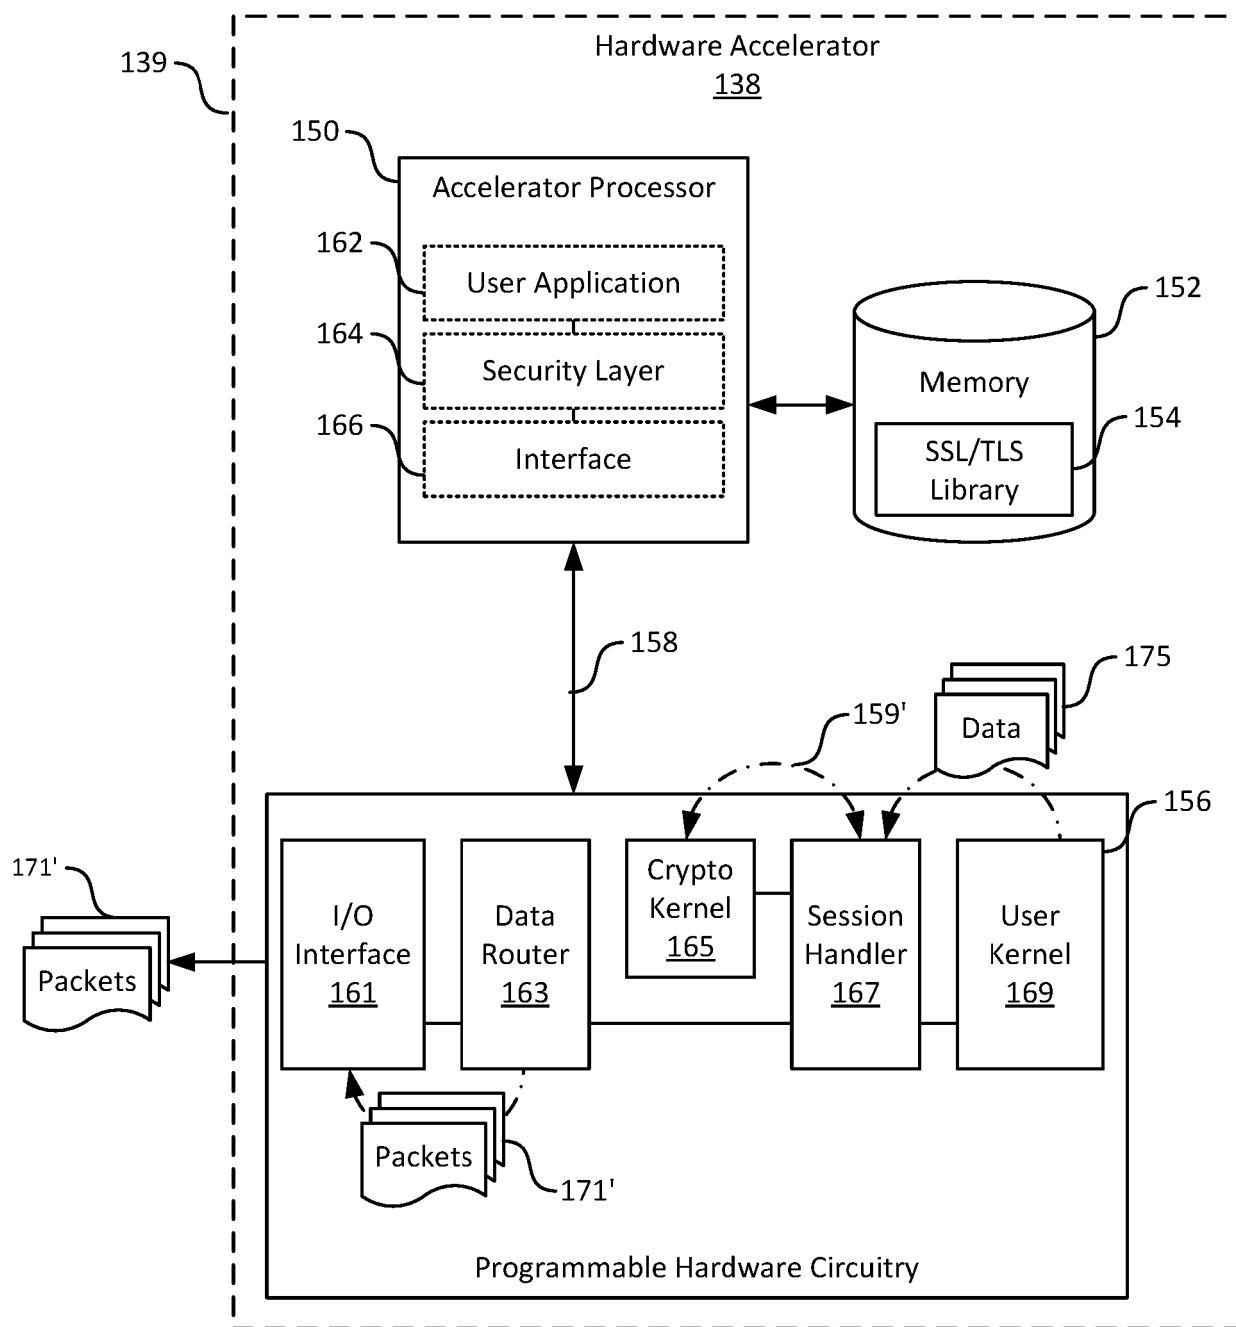 Hardware Accelerator
138
139
150
Accelerator Processor
162
User Application
164
Security Layer
166
Interface
152
Memory
154
SSL/TLS
Library
158
175
Data
159'
156
171'
Packets
I/O
Interface
161
Data
Router
163
Crypto
Kernel
165
Session
Handler
167
User
Kernel
169
Packets
171'
Programmable Hardware Circuitry